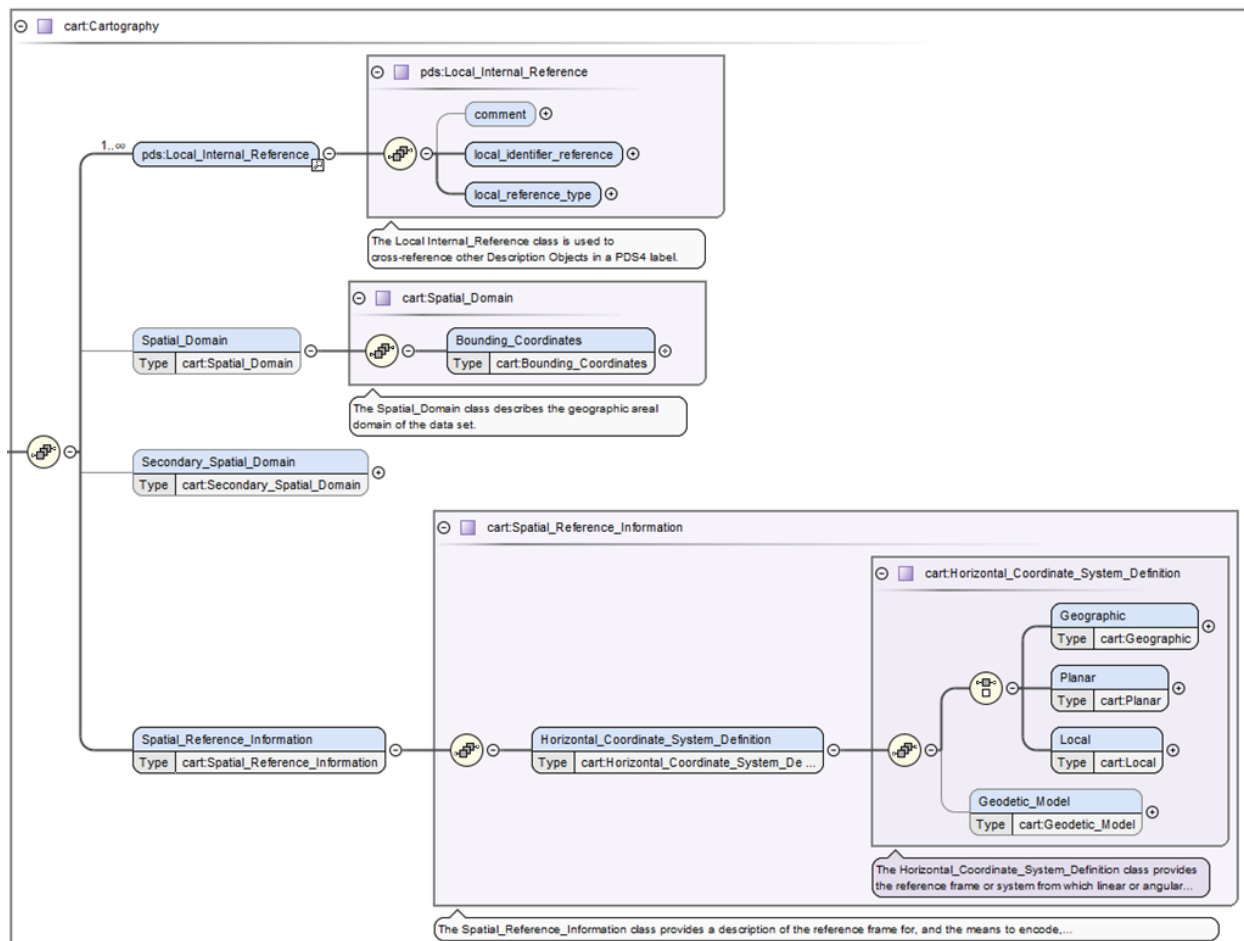 cart:Cartography
pds:Local_Internal_Reference
comment
1..∞
pds:Local_Internal_Reference
local_identifier_reference
local_reference_type
The Local Internal_Reference class is used to
cross-reference other Description Objects in a PDS4 label.
cart:Spatial_Domain
Spatial_Domain
Type cart:Spatial_Domain
Bounding_Coordinates
Type cart:Bounding_Coordinates
The Spatial_Domain class describes the geographic areal
domain of the data set.
Secondary_Spatial_Domain
Type cart:Secondary_Spatial_Domain
cart:Spatial_Reference_Information
cart:Horizontal_Coordinate_System_Definition
Geographic
Type cart:Geographic
Planar
Type cart:Planar
Spatial_Reference_Information
Type cart:Spatial_Reference_Information
Horizontal_Coordinate_System_Definition
Type cart:Horizontal_Coordinate_System_De ...
Local
Type cart:Local
Geodetic_Model
Type cart:Geodetic_Model
The Horizontal_Coordinate_System_Definition class provides
the reference frame or system from which linear or angular...
The Spatial_Reference_Information class provides a description of the reference frame for, and the means to encode,...